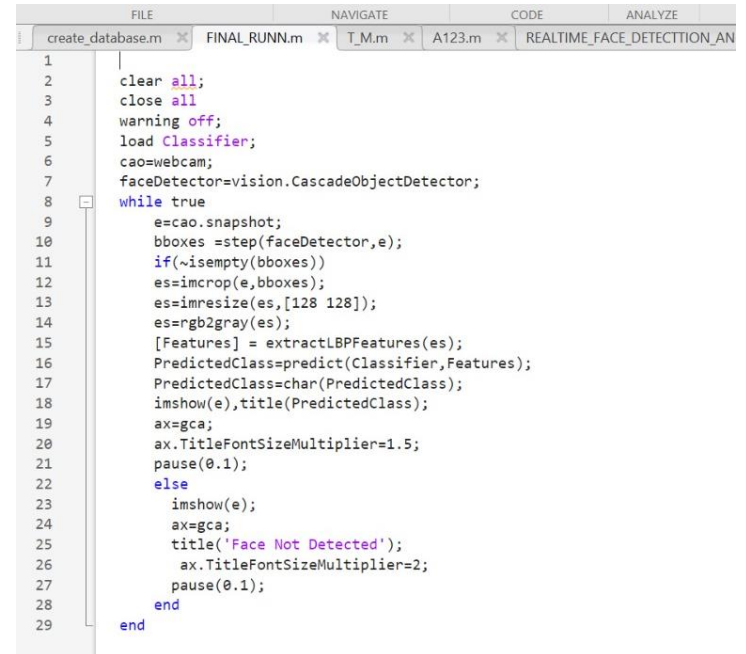 FILE NAVIGATE CODE ANALYZE
create_database.m FINAL_RUNN.m T_M.m A123.m REALTIME_FACE_DETECTTION_AN
1
2 clear all;
3 close all
4 warning off;
5 load Classifier;
6 cao=webcam;
7 faceDetector=vision.CascadeObjectDetector;
8 while true
9 e=cao.snapshot;
10 bboxes =step(faceDetector,e);
11 if(~isempty(bboxes))
12 es=imcrop(e,bboxes);
13 es=imresize(es,[128 128]);
14 es=rgb2gray(es);
15 [Features] = extractLBPFeatures(es);
16 PredictedClass=predict(Classifier,Features);
17 PredictedClass=char(PredictedClass);
18 imshow(e),title(PredictedClass);
19 ax=gca;
20 ax.TitleFontSizeMultiplier=1.5;
21 pause(0.1);
22 else
23 imshow(e);
24 ax=gca;
25 title('Face Not Detected');
26 ax.TitleFontSizeMultiplier=2;
27 pause(0.1);
28 end
29 end